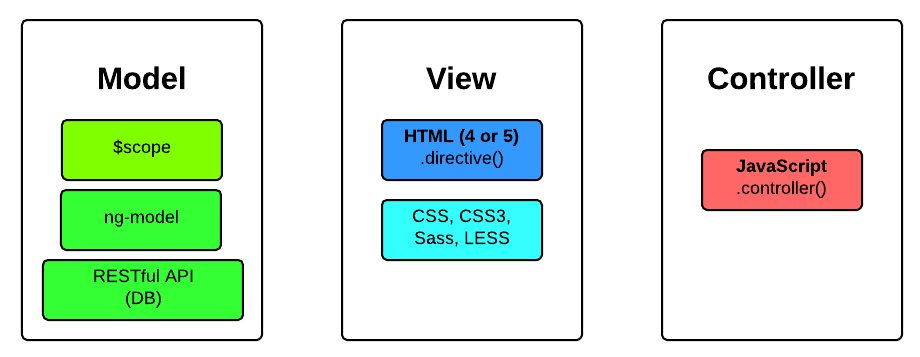 Model
$scope
ng-model
RESTful API
(DB)
View
HTML (4 or 5)
.directive()
CSS, CSS3,
Sass, LESS
Controller
JavaScript
.controller()